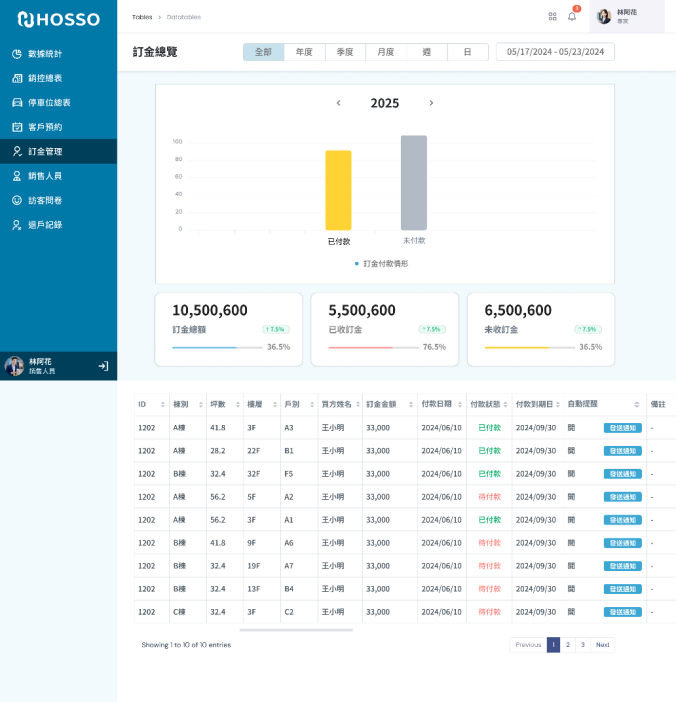 HOSSO
Tables > Datatables
3
林阿花
專案
數據統計
銷控總表
停車位總表
客戶預約
訂金管理
銷售人員
訪客問卷
退戶記錄
林阿花
銷售人員
訂金總覽
全部 年度 季度 月度 週 日
05/17/2024 - 05/23/2024
‹ 2025 ›
100
80
60
40
20
0
已付款 未付款
訂金付款情形
10,500,600
訂金總額 ↑ 7.5%
36.5%
5,500,600
已收訂金 ↑ 7.5%
76.5%
6,500,600
未收訂金 ↑ 7.5%
36.5%
ID 棟別 坪數 樓層 戶別 買方姓名 訂金金額 付款日期 付款狀態 付款到期日 自動提醒 備註
1202 A棟 41.8 3F A3 王小明 33,000 2024/06/10 已付款 2024/09/30 開 發送通知 -
1202 A棟 28.2 22F B1 王小明 33,000 2024/06/10 已付款 2024/09/30 開 發送通知 -
1202 B棟 32.4 32F F5 王小明 33,000 2024/06/10 已付款 2024/09/30 開 發送通知 -
1202 A棟 56.2 5F A2 王小明 33,000 2024/06/10 待付款 2024/09/30 開 發送通知 -
1202 A棟 56.2 3F A1 王小明 33,000 2024/06/10 已付款 2024/09/30 開 發送通知 -
1202 B棟 41.8 9F A6 王小明 33,000 2024/06/10 待付款 2024/09/30 開 發送通知 -
1202 B棟 32.4 19F A7 王小明 33,000 2024/06/10 待付款 2024/09/30 開 發送通知 -
1202 B棟 32.4 13F B4 王小明 33,000 2024/06/10 待付款 2024/09/30 開 發送通知 -
1202 C棟 32.4 3F C2 王小明 33,000 2024/06/10 待付款 2024/09/30 開 發送通知 -
Showing 1 to 10 of 10 entries
Previous 1 2 3 Next